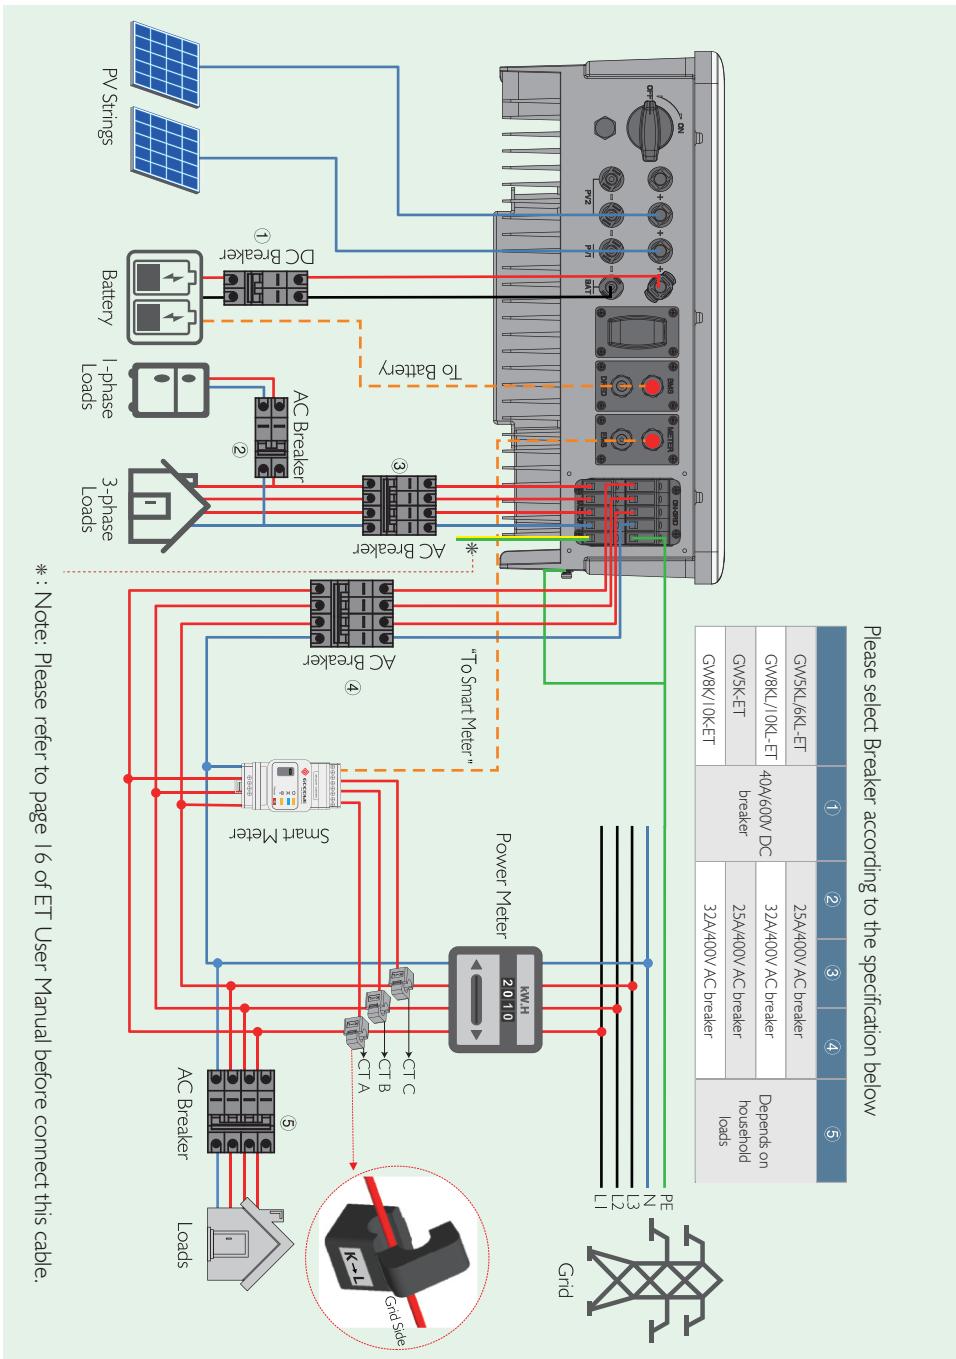 Please select Breaker according to the specification below
① ② ③ ④ ⑤
GW5KL/6KL-ET
40A/600V DC breaker
25A/400V AC breaker
Depends on household loads
GW8KL/10KL-ET
32A/400V AC breaker
GW5K-ET
25A/400V AC breaker
GW8K/10K-ET
32A/400V AC breaker
OFF
ON
PV2
PV1
BAT
+
+
+
-
-
-
BMS
DRED
METER
EMS
ON-GRID
PV Strings
DC Breaker
①
Battery
To Battery
1-phase
Loads
AC Breaker
②
3-phase
Loads
③
AC Breaker
*
AC Breaker
④
"To Smart Meter"
GOODWE
Smart Meter
Power Meter
kW.H
2010
CT A
CT B
CT C
AC Breaker
⑤
Loads
K→L
Grid Side
PE
N
L3
L2
L1
Grid
*: Note: Please refer to page 16 of ET User Manual before connect this cable.